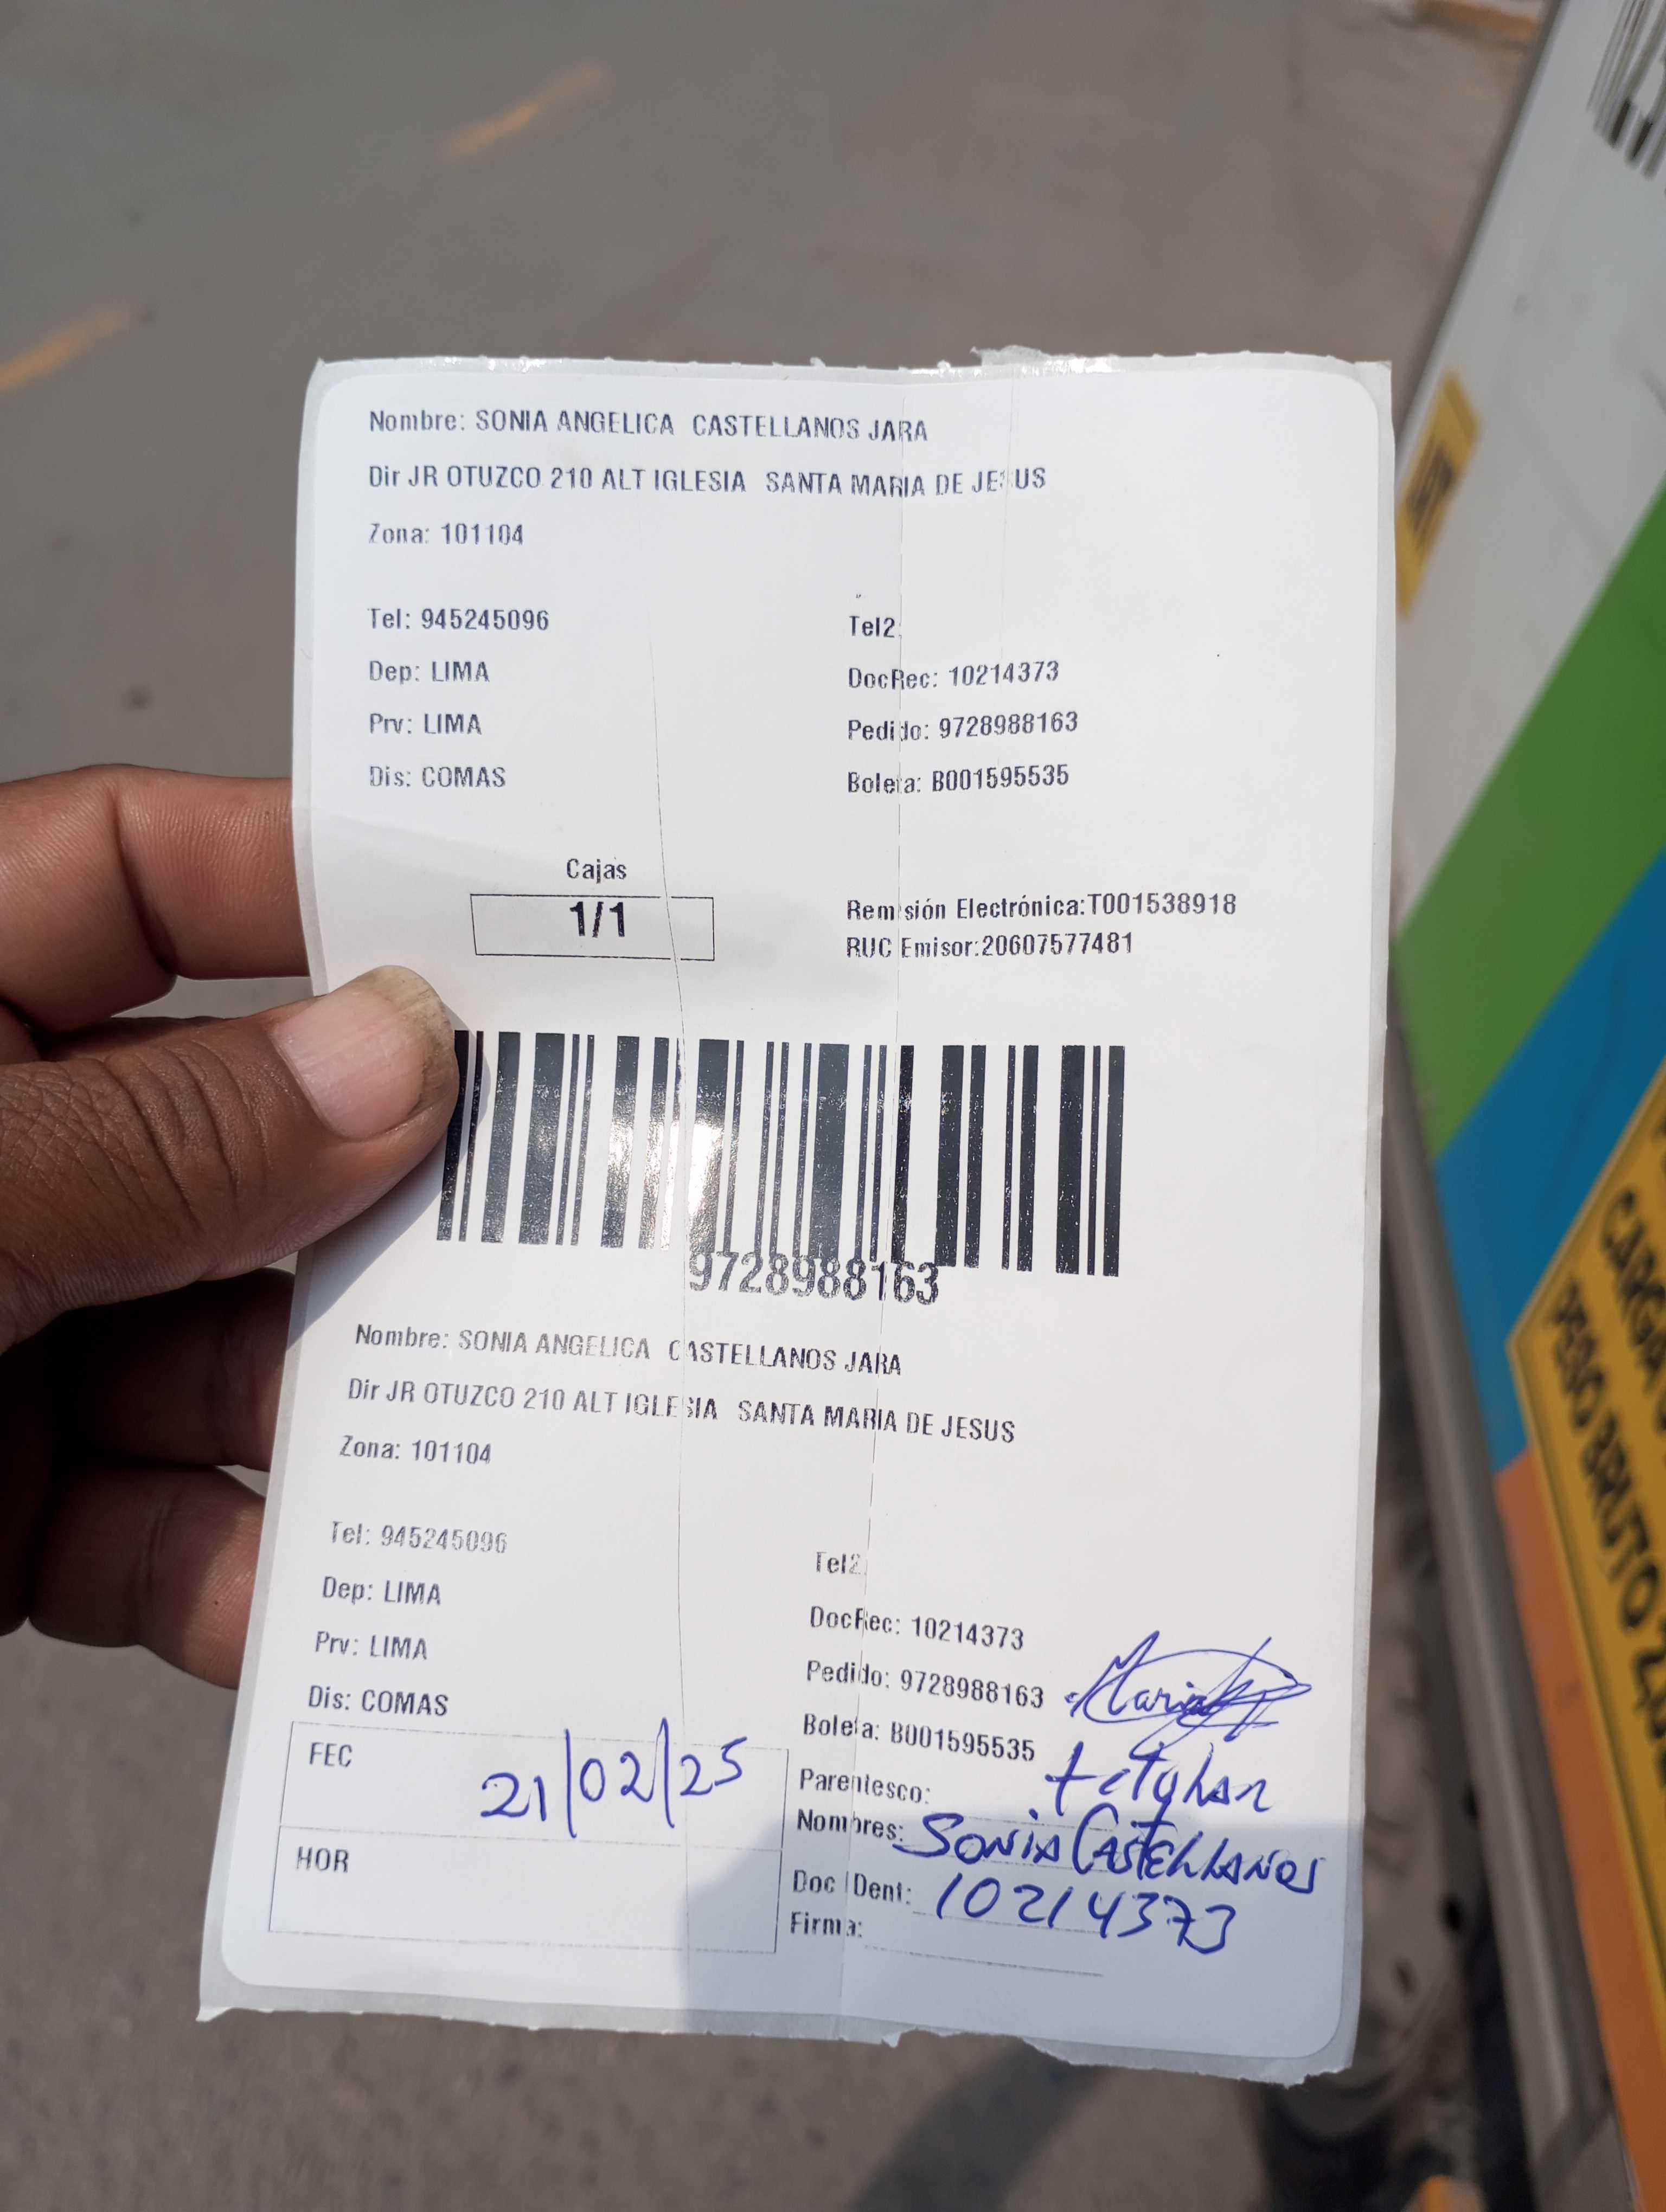 Nombre: SONIA ANGELICA CASTELLANOS JARA
Dir JR OTUZCO 210 ALT IGLESIA SANTA MARIA DE JESUS
Zona: 101104
Tel: 945245096
Tel2:
Dep: LIMA
DocRec: 10214373
Prv: LIMA
Pedido: 9728988163
Dis: COMAS
Boleta: B001595535
Cajas
1/1
Remisión Electrónica:T001538918
RUC Emisor:20607577481
9728988163
Nombre: SONIA ANGELICA CASTELLANOS JARA
Dir JR OTUZCO 210 ALT IGLESIA SANTA MARIA DE JESUS
Zona: 101104
Tel: 945245096
Tel2
Dep: LIMA
DocRec: 10214373
Prv: LIMA
Pedido: 9728988163
Dis: COMAS
Boleta: B001595535
FEC 21/02/25
HOR
Parentesco:
Nombres: SONIA CASTELLANOS
Doc IDent: 10214373
Firma:
CARGA
PESO BRUTO